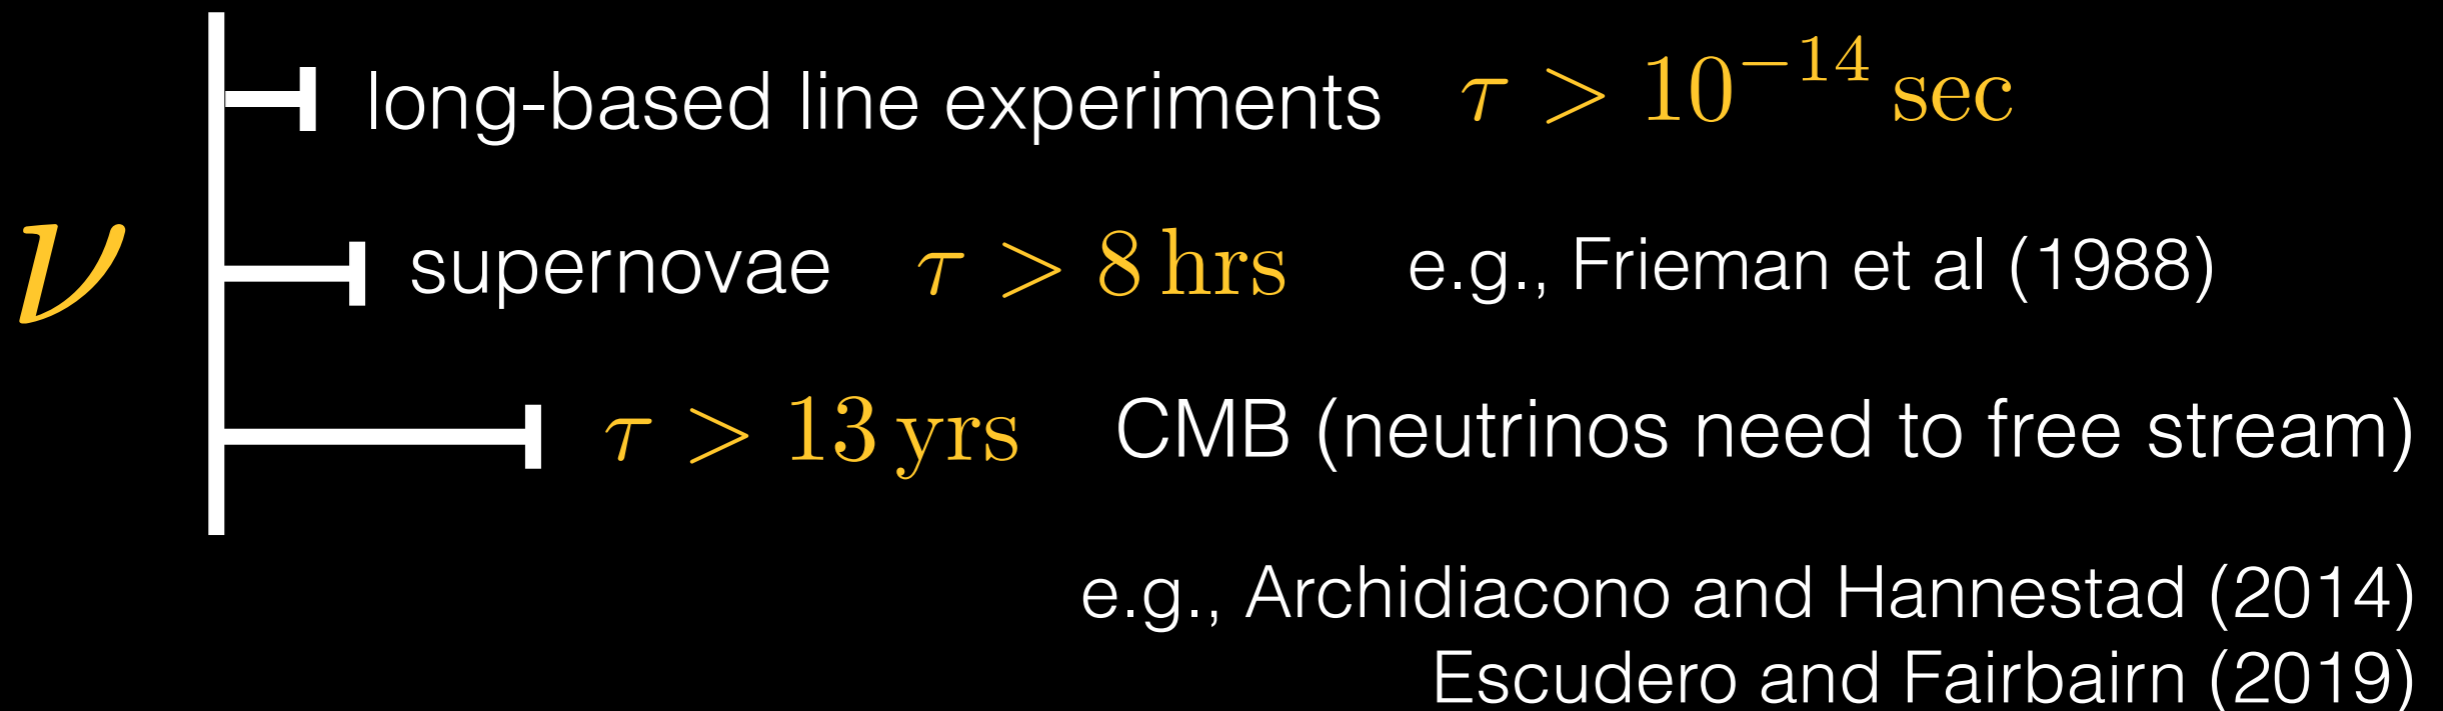 long-based line experiments τ > 10⁻¹⁴ sec
ν
supernovae τ > 8 hrs e.g., Frieman et al (1988)
τ > 13 yrs CMB (neutrinos need to free stream)
e.g., Archidiacono and Hannestad (2014)
Escudero and Fairbairn (2019)